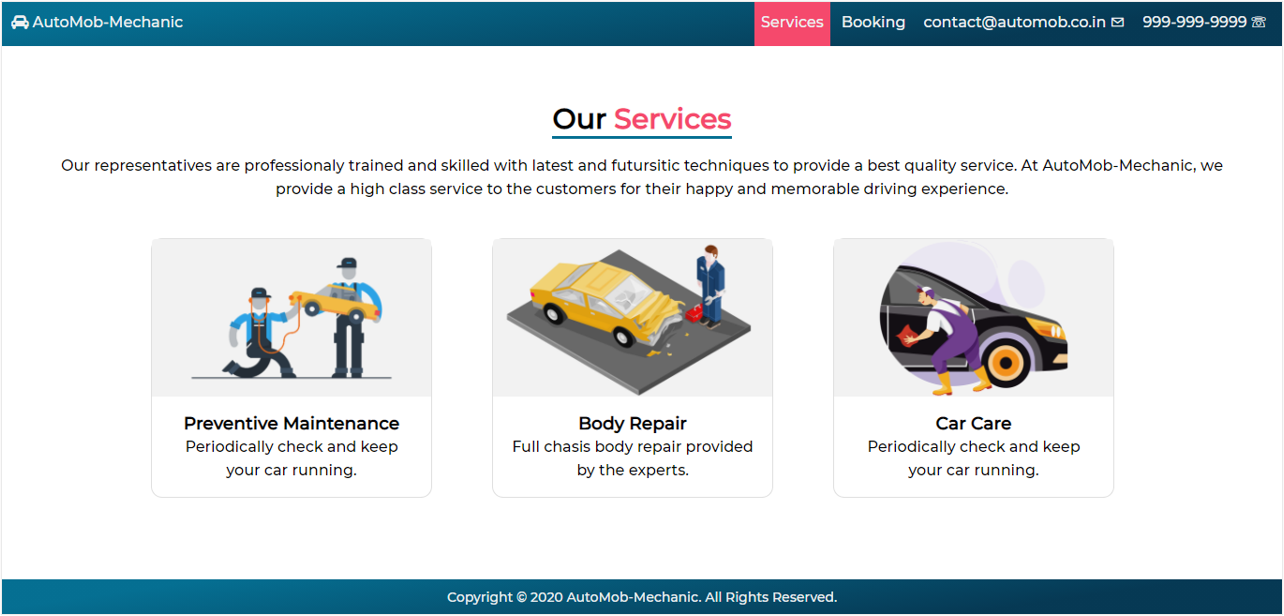 AutoMob-Mechanic Services Booking contact@automob.co.in 999-999-9999
Our Services
Our representatives are professionaly trained and skilled with latest and futursitic techniques to provide a best quality service. At AutoMob-Mechanic, we
provide a high class service to the customers for their happy and memorable driving experience.
Preventive Maintenance
Periodically check and keep
your car running.
Body Repair
Full chasis body repair provided
by the experts.
Car Care
Periodically check and keep
your car running.
Copyright © 2020 AutoMob-Mechanic. All Rights Reserved.